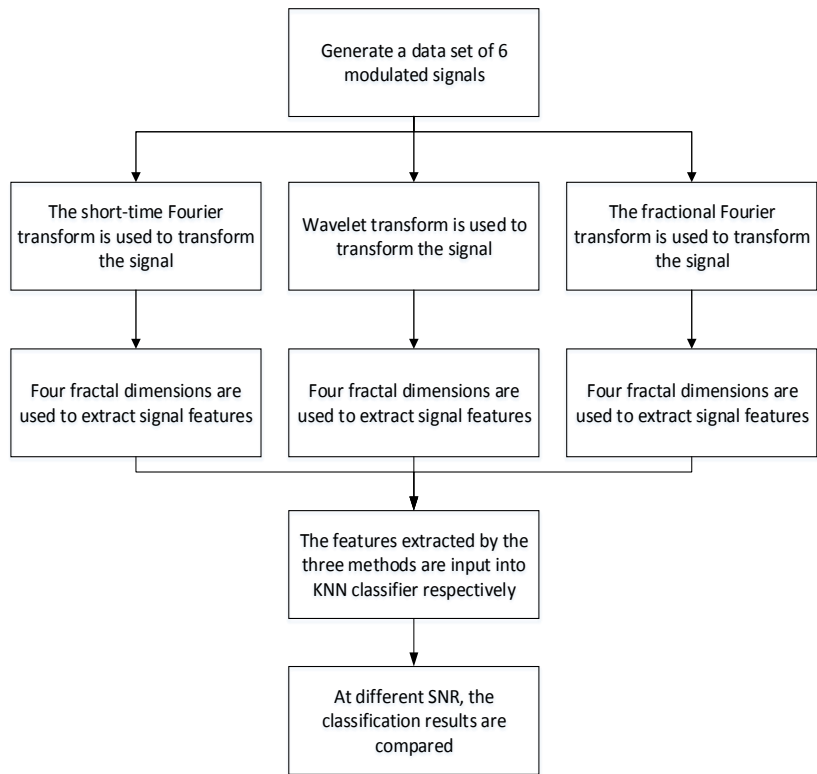 Generate a data set of 6
modulated signals
The short-time Fourier
transform is used to transform
the signal
Wavelet transform is used to
transform the signal
The fractional Fourier
transform is used to transform
the signal
Four fractal dimensions are
used to extract signal features
Four fractal dimensions are
used to extract signal features
Four fractal dimensions are
used to extract signal features
The features extracted by the
three methods are input into
KNN classifier respectively
At different SNR, the
classification results are
compared